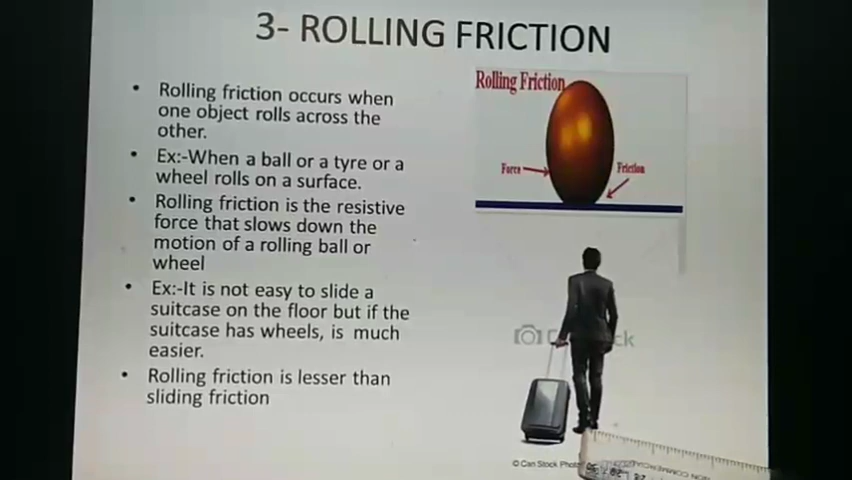 3- ROLLING FRICTION
• Rolling friction occurs when
one object rolls across the
other.
• Ex:-When a ball or a tyre or a
wheel rolls on a surface.
• Rolling friction is the resistive
force that slows down the
motion of a rolling ball or
wheel
• Ex:-It is not easy to slide a
suitcase on the floor but if the
suitcase has wheels, is much
easier.
• Rolling friction is lesser than
sliding friction
Rolling Friction
Force
Friction
© Can Stock Photo